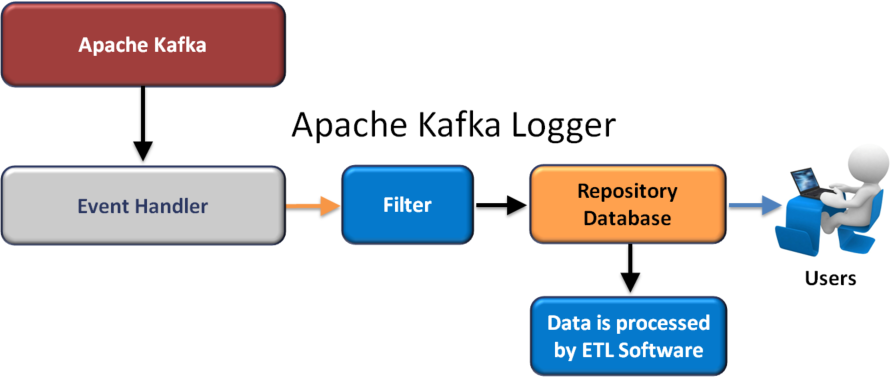 Apache Kafka
Apache Kafka Logger
Event Handler
Filter
Repository
Database
Users
Data is processed
by ETL Software